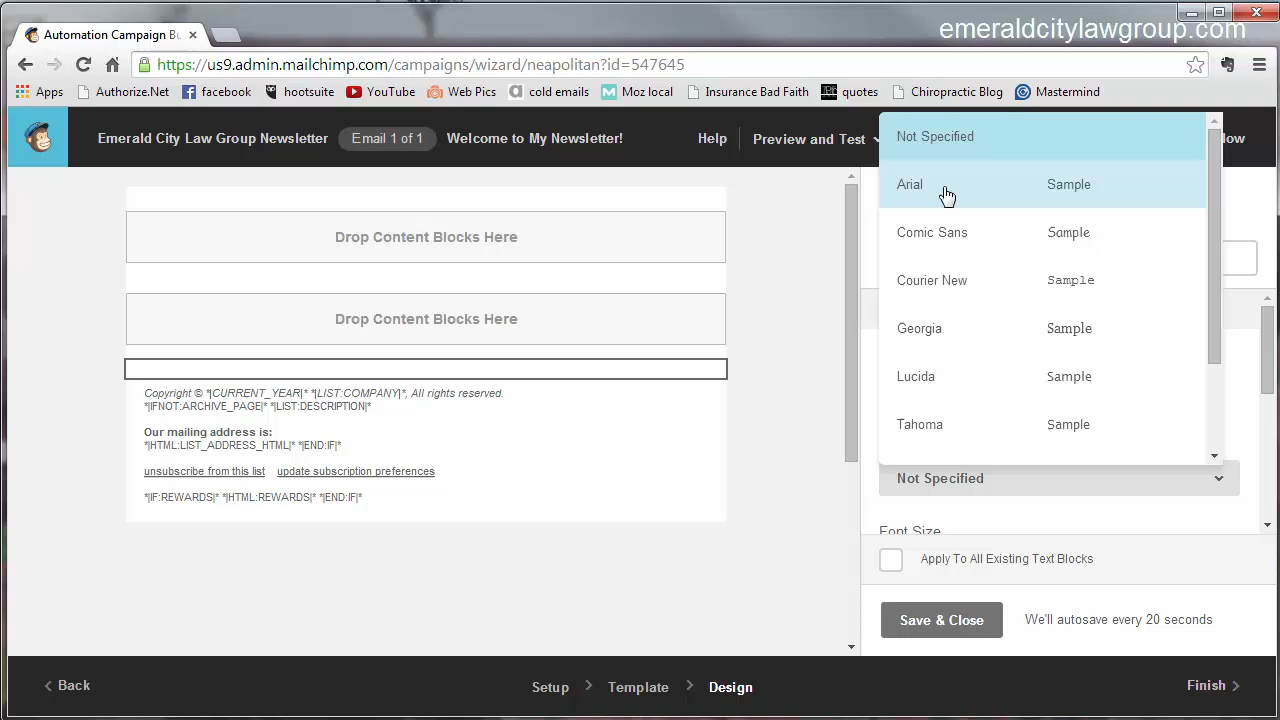 emeraldcitylawgroup.com
Automation Campaign Bu
https://us9.admin.mailchimp.com/campaigns/wizard/neapolitan?id=547645
Apps Authorize.Net facebook hootsuite YouTube Web Pics cold emails Moz local Insurance Bad Faith quotes Chiropractic Blog Mastermind
Emerald City Law Group Newsletter Email 1 of 1 Welcome to My Newsletter! Help Preview and Test
Not Specified
Arial Sample
Comic Sans Sample
Courier New Sample
Georgia Sample
Lucida Sample
Tahoma Sample
Not Specified
Font Size
Apply To All Existing Text Blocks
Save & Close We'll autosave every 20 seconds
Drop Content Blocks Here
Drop Content Blocks Here
Copyright © *|CURRENT_YEAR|* *|LIST:COMPANY|*, All rights reserved.
*|IFNOT:ARCHIVE_PAGE|* *|LIST:DESCRIPTION|*
Our mailing address is:
*|HTML:LIST_ADDRESS_HTML|* *|END:IF|*
unsubscribe from this list update subscription preferences
*|IF:REWARDS|* *|HTML:REWARDS|* *|END:IF|*
Back Setup Template Design Finish